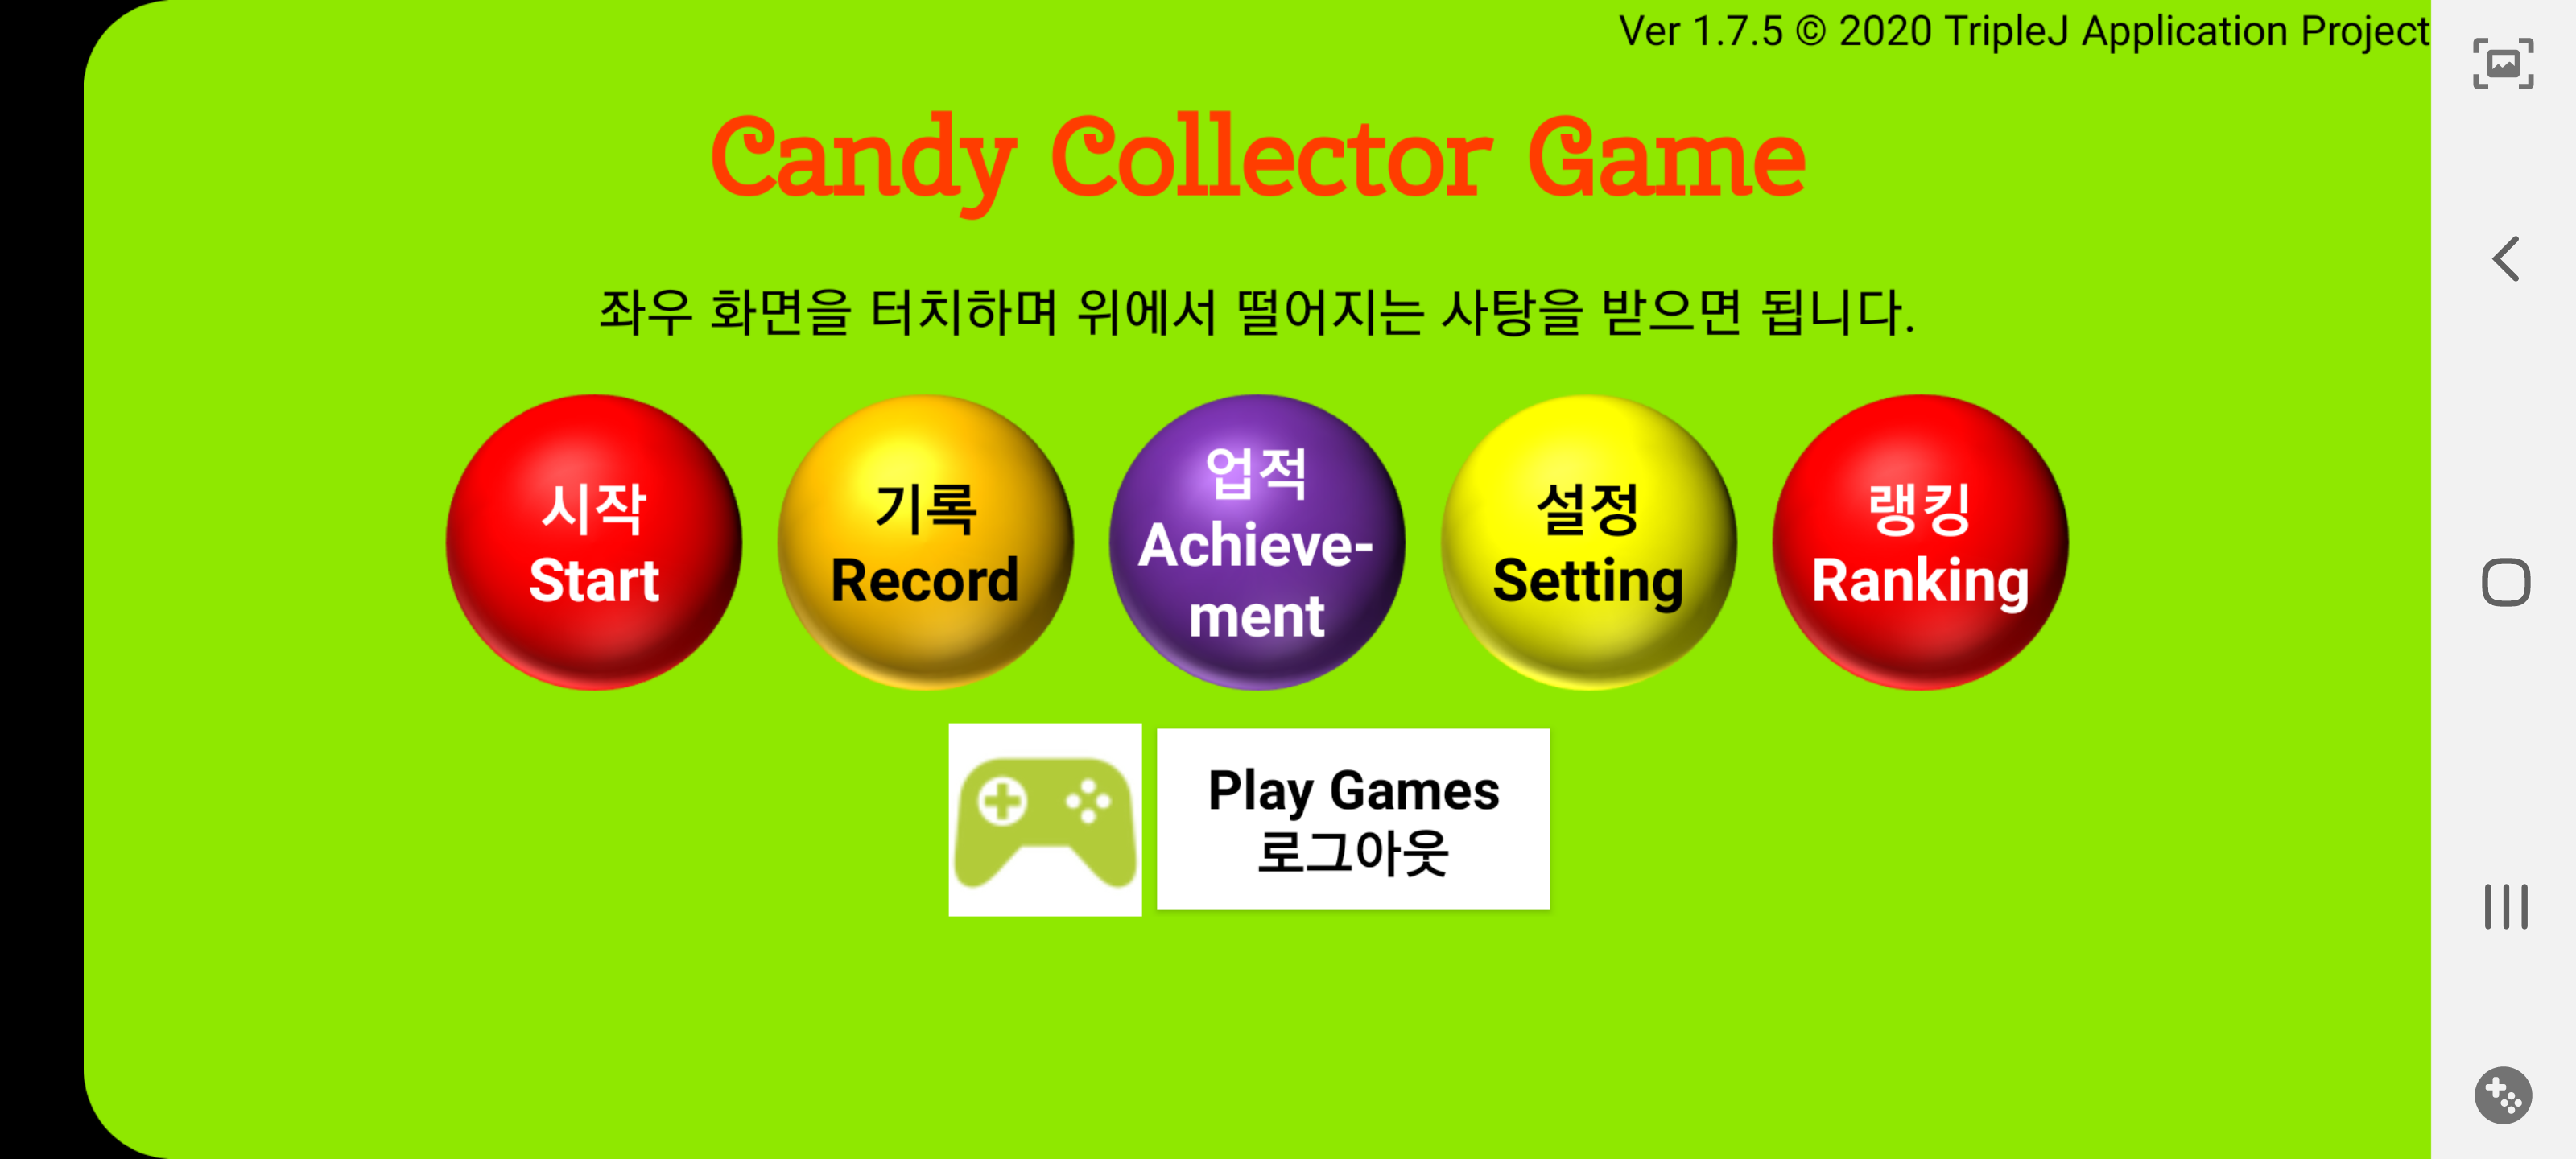 Ver 1.7.5 © 2020 TripleJ Application Project
Candy Collector Game
좌우 화면을 터치하며 위에서 떨어지는 사탕을 받으면 됩니다.
시작
Start
기록
Record
업적
Achieve-
ment
설정
Setting
랭킹
Ranking
Play Games
로그아웃